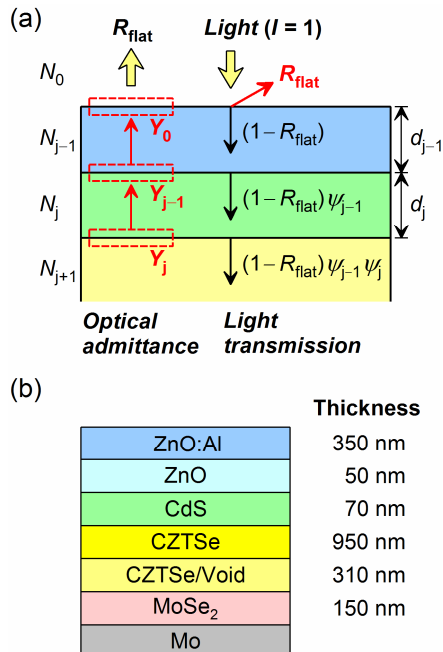 (a)
R_flat Light (I = 1)
N_0 R_flat
Y_0
N_j−1 (1−R_flat) d_j−1
Y_j−1
N_j (1−R_flat) ψ_j−1 d_j
Y_j
N_j+1 (1−R_flat) ψ_j−1 ψ_j
Optical Light
admittance transmission
(b)
Thickness
ZnO:Al 350 nm
ZnO 50 nm
CdS 70 nm
CZTSe 950 nm
CZTSe/Void 310 nm
MoSe₂ 150 nm
Mo